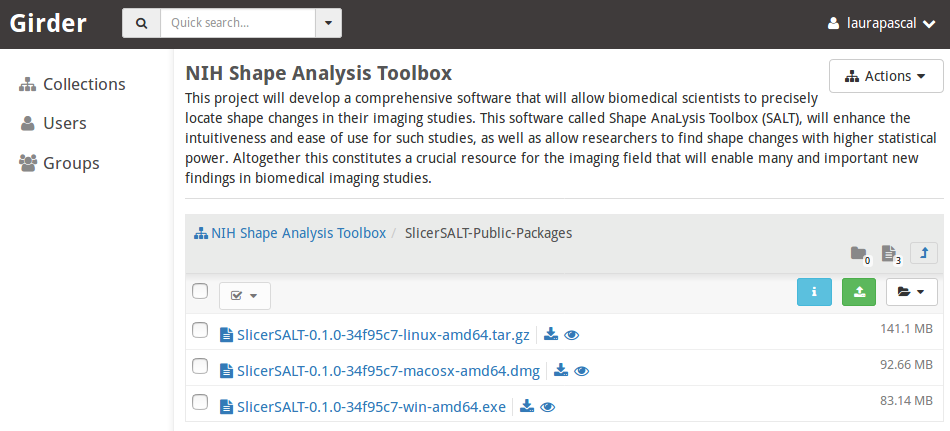 Girder
Quick search...
laurapascal
Collections
Users
Groups
NIH Shape Analysis Toolbox
Actions
This project will develop a comprehensive software that will allow biomedical scientists to precisely
locate shape changes in their imaging studies. This software called Shape AnaLysis Toolbox (SALT), will enhance the
intuitiveness and ease of use for such studies, as well as allow researchers to find shape changes with higher statistical
power. Altogether this constitutes a crucial resource for the imaging field that will enable many and important new
findings in biomedical imaging studies.
NIH Shape Analysis Toolbox / SlicerSALT-Public-Packages
0 3
SlicerSALT-0.1.0-34f95c7-linux-amd64.tar.gz 141.1 MB
SlicerSALT-0.1.0-34f95c7-macosx-amd64.dmg 92.66 MB
SlicerSALT-0.1.0-34f95c7-win-amd64.exe 83.14 MB